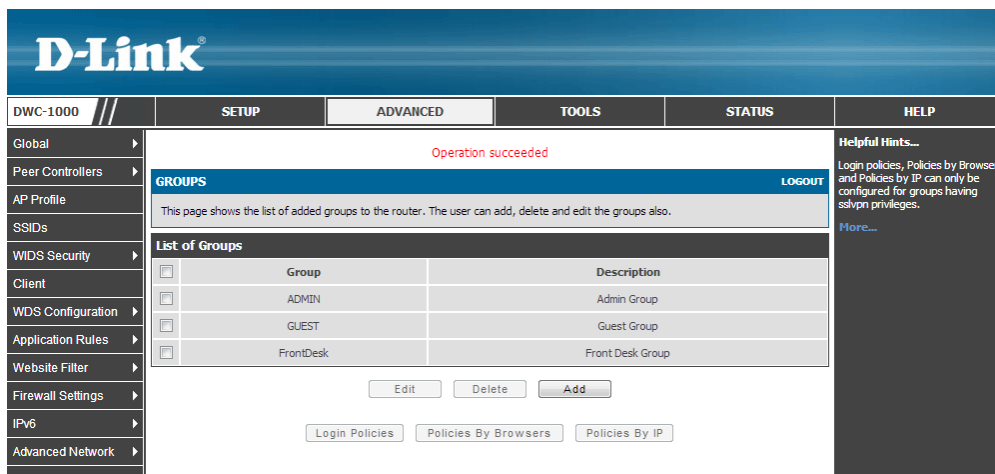 D-Link®
DWC-1000
SETUP
ADVANCED
TOOLS
STATUS
HELP
Global
Peer Controllers
AP Profile
SSIDs
WIDS Security
Client
WDS Configuration
Application Rules
Website Filter
Firewall Settings
IPv6
Advanced Network
Operation succeeded
GROUPS
LOGOUT
This page shows the list of added groups to the router. The user can add, delete and edit the groups also.
List of Groups
Group Description
ADMIN Admin Group
GUEST Guest Group
FrontDesk Front Desk Group
Edit Delete Add
Login Policies Policies By Browsers Policies By IP
Helpful Hints...
Login policies, Policies by Browse
and Policies by IP can only be
configured for groups having
sslvpn privileges.
More...